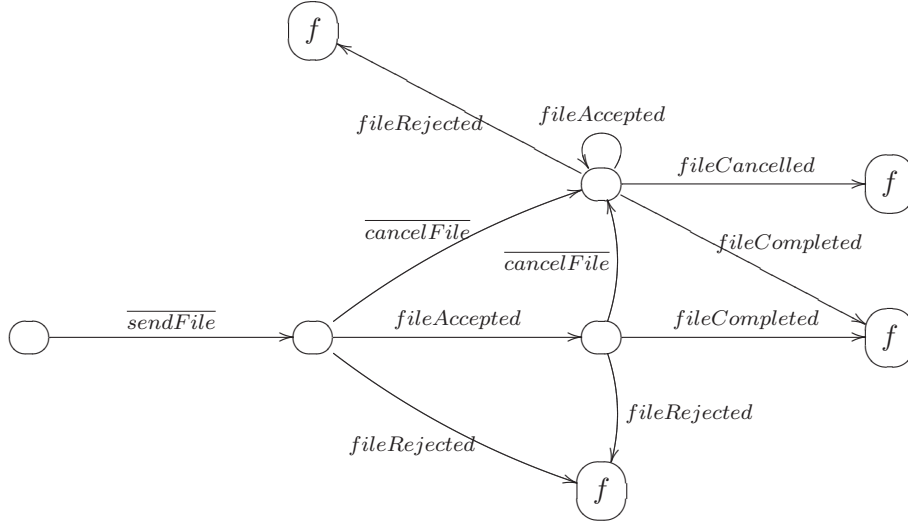 f
fileAccepted
fileRejected
fileCancelled
f
cancelFile
fileCompleted
cancelFile
sendFile
fileAccepted
fileCompleted
f
fileRejected
fileRejected
f